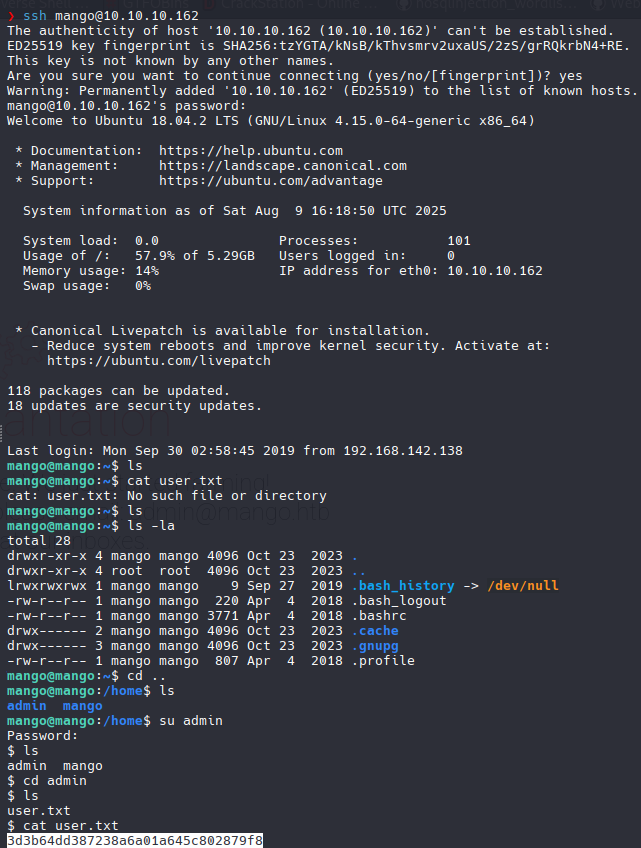 ❯ ssh mango@10.10.10.162
The authenticity of host '10.10.10.162 (10.10.10.162)' can't be established.
ED25519 key fingerprint is SHA256:tzYGTA/kNsB/kThvsmrv2uxaUS/2zS/grRQkrbN4+RE.
This key is not known by any other names.
Are you sure you want to continue connecting (yes/no/[fingerprint])? yes
Warning: Permanently added '10.10.10.162' (ED25519) to the list of known hosts.
mango@10.10.10.162's password:
Welcome to Ubuntu 18.04.2 LTS (GNU/Linux 4.15.0-64-generic x86_64)

 * Documentation:  https://help.ubuntu.com
 * Management:     https://landscape.canonical.com
 * Support:        https://ubuntu.com/advantage

  System information as of Sat Aug  9 16:18:50 UTC 2025

  System load:  0.0               Processes:            101
  Usage of /:   57.9% of 5.29GB   Users logged in:      0
  Memory usage: 14%               IP address for eth0: 10.10.10.162
  Swap usage:   0%

 * Canonical Livepatch is available for installation.
   - Reduce system reboots and improve kernel security. Activate at:
     https://ubuntu.com/livepatch

118 packages can be updated.
18 updates are security updates.

Last login: Mon Sep 30 02:58:45 2019 from 192.168.142.138
mango@mango:~$ ls
mango@mango:~$ cat user.txt
cat: user.txt: No such file or directory
mango@mango:~$ ls
mango@mango:~$ ls -la
total 28
drwxr-xr-x 4 mango mango 4096 Oct 23  2023 .
drwxr-xr-x 4 root  root  4096 Oct 23  2023 ..
lrwxrwxrwx 1 mango mango    9 Sep 27  2019 .bash_history -> /dev/null
-rw-r--r-- 1 mango mango  220 Apr  4  2018 .bash_logout
-rw-r--r-- 1 mango mango 3771 Apr  4  2018 .bashrc
drwx------ 2 mango mango 4096 Oct 23  2023 .cache
drwx------ 3 mango mango 4096 Oct 23  2023 .gnupg
-rw-r--r-- 1 mango mango  807 Apr  4  2018 .profile
mango@mango:~$ cd ..
mango@mango:/home$ ls
admin  mango
mango@mango:/home$ su admin
Password:
$ ls
admin  mango
$ cd admin
$ ls
user.txt
$ cat user.txt
3d3b64dd387238a6a01a645c802879f8